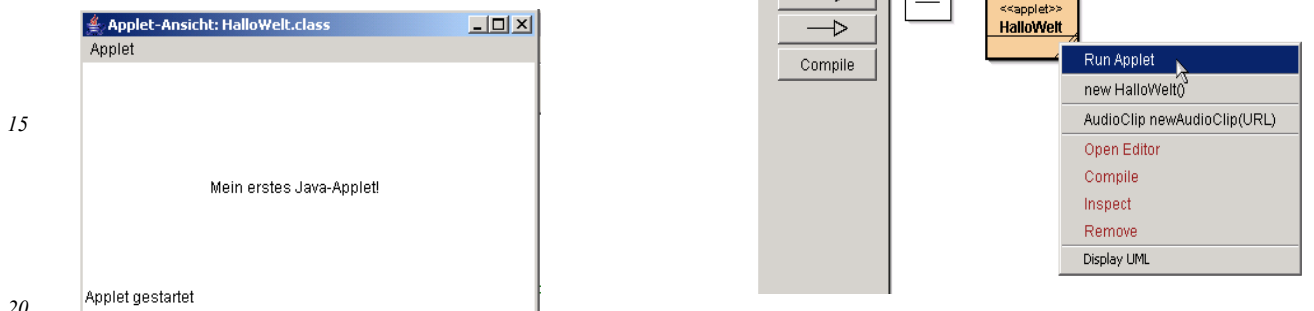 Applet-Ansicht: HalloWelt.class
Applet
15
Mein erstes Java-Applet!
Applet gestartet
20
Compile
<<applet>>
HalloWelt
Run Applet
new HalloWelt()
AudioClip newAudioClip(URL)
Open Editor
Compile
Inspect
Remove
Display UML